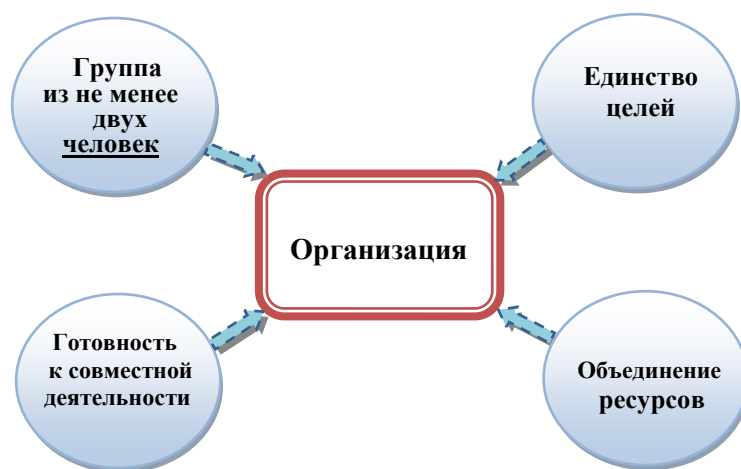 Группа
из не менее
двух
человек
Единство
целей
Организация
Готовность
к совместной
деятельности
Объединение
ресурсов